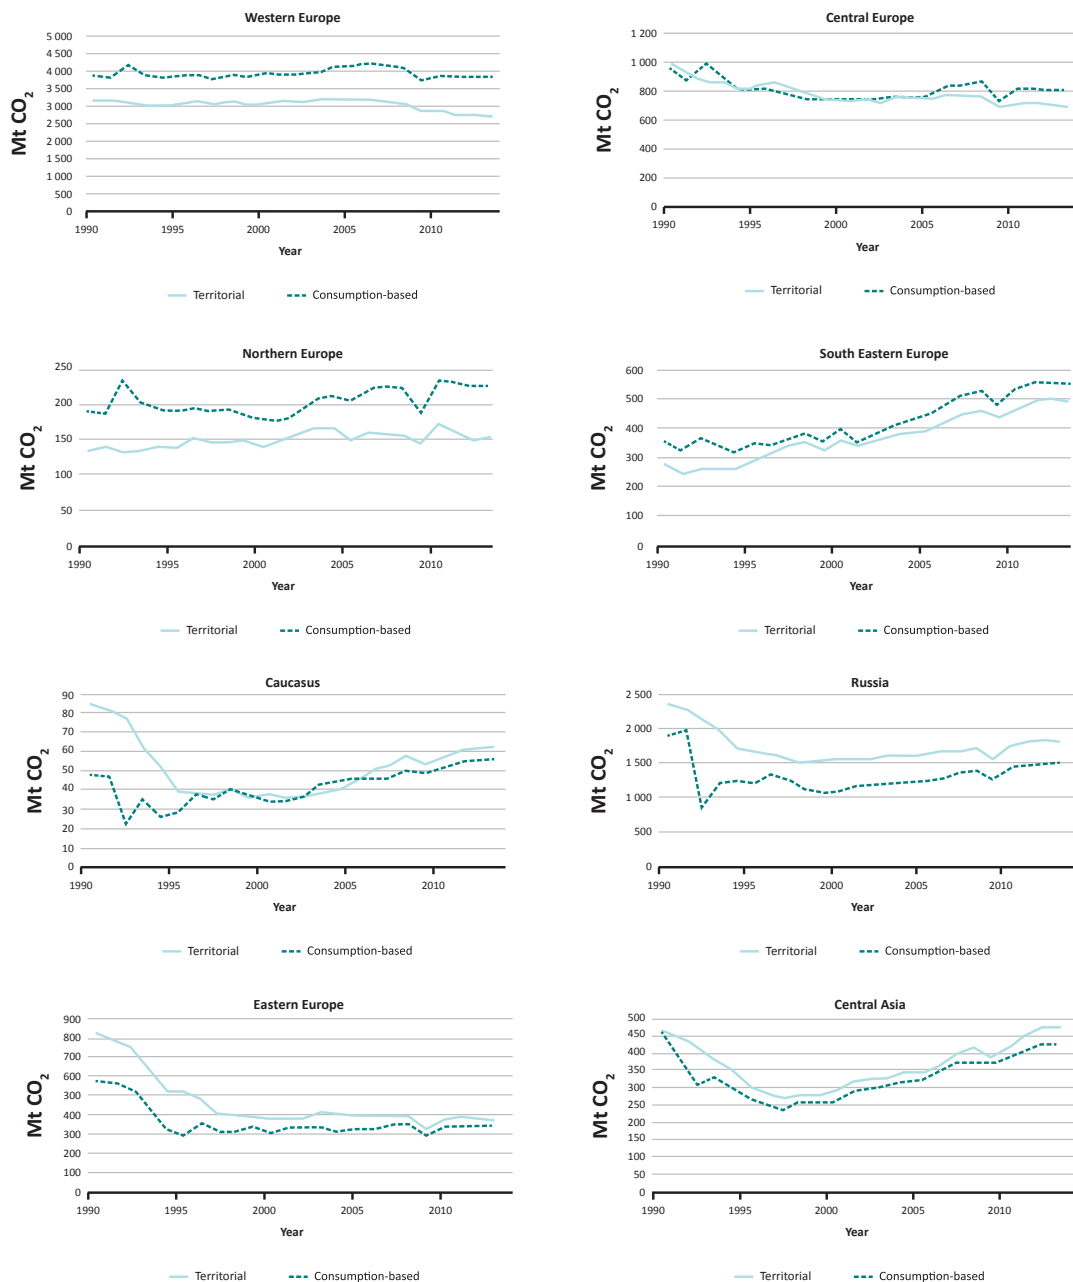 Western Europe
5 000
4 500
4 000
3 500
3 000
2 500
2 000
1 500
1 000
500
0
Mt CO2
1990 1995 2000 2005 2010
Year
Territorial Consumption-based
Central Europe
1 200
1 000
800
600
400
200
0
Mt CO2
1990 1995 2000 2005 2010
Year
Territorial Consumption-based
Northern Europe
250
200
150
100
50
0
Mt CO2
1990 1995 2000 2005 2010
Year
Territorial Consumption-based
South Eastern Europe
600
500
400
300
200
100
0
Mt CO2
1990 1995 2000 2005 2010
Year
Territorial Consumption-based
Caucasus
90
80
70
60
50
40
30
20
10
0
Mt CO2
1990 1995 2000 2005 2010
Year
Territorial Consumption-based
Russia
2 500
2 000
1 500
1 000
500
0
Mt CO2
1990 1995 2000 2005 2010
Year
Territorial Consumption-based
Eastern Europe
900
800
700
600
500
400
300
200
100
0
Mt CO2
1990 1995 2000 2005 2010
Year
Territorial Consumption-based
Central Asia
500
450
400
350
300
250
200
150
100
50
0
Mt CO2
1990 1995 2000 2005 2010
Year
Territorial Consumption-based